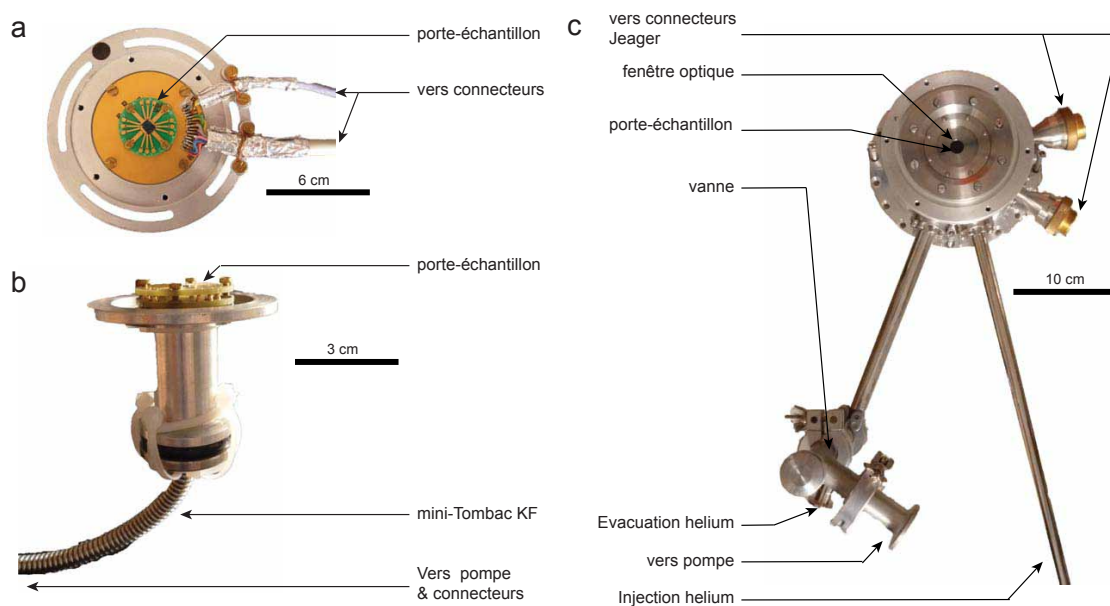 a
porte-échantillon
vers connecteurs
6 cm
b
porte-échantillon
3 cm
mini-Tombac KF
Vers pompe
& connecteurs
c
vers connecteurs
Jeager
fenêtre optique
porte-échantillon
vanne
10 cm
Evacuation helium
vers pompe
Injection helium